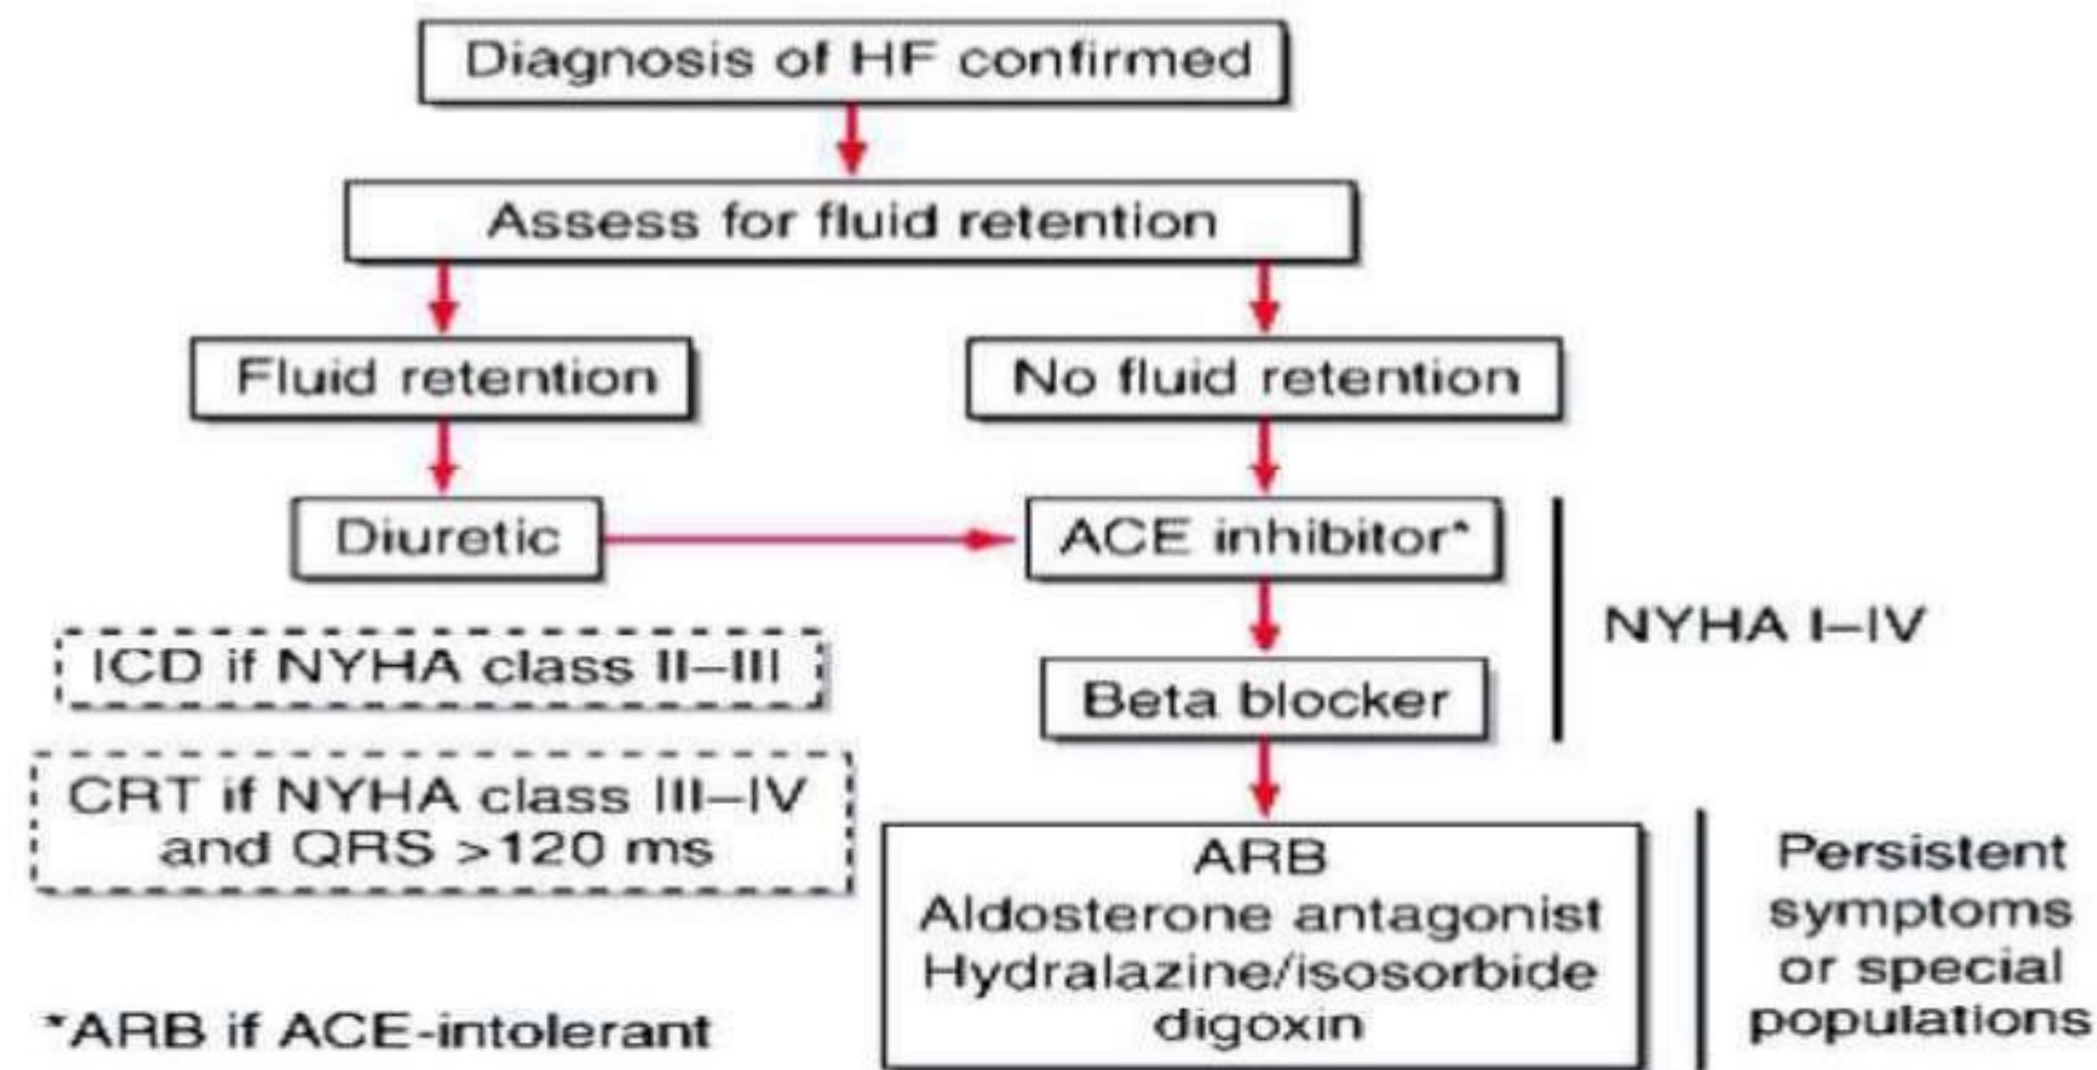 Diagnosis of HF confirmed
Assess for fluid retention
Fluid retention
No fluid retention
Diuretic
ACE inhibitor*
NYHA I–IV
ICD if NYHA class II–III
Beta blocker
CRT if NYHA class III–IV
and QRS >120 ms
ARB
Aldosterone antagonist
Hydralazine/isosorbide
digoxin
Persistent
symptoms
or special
populations
*ARB if ACE-intolerant